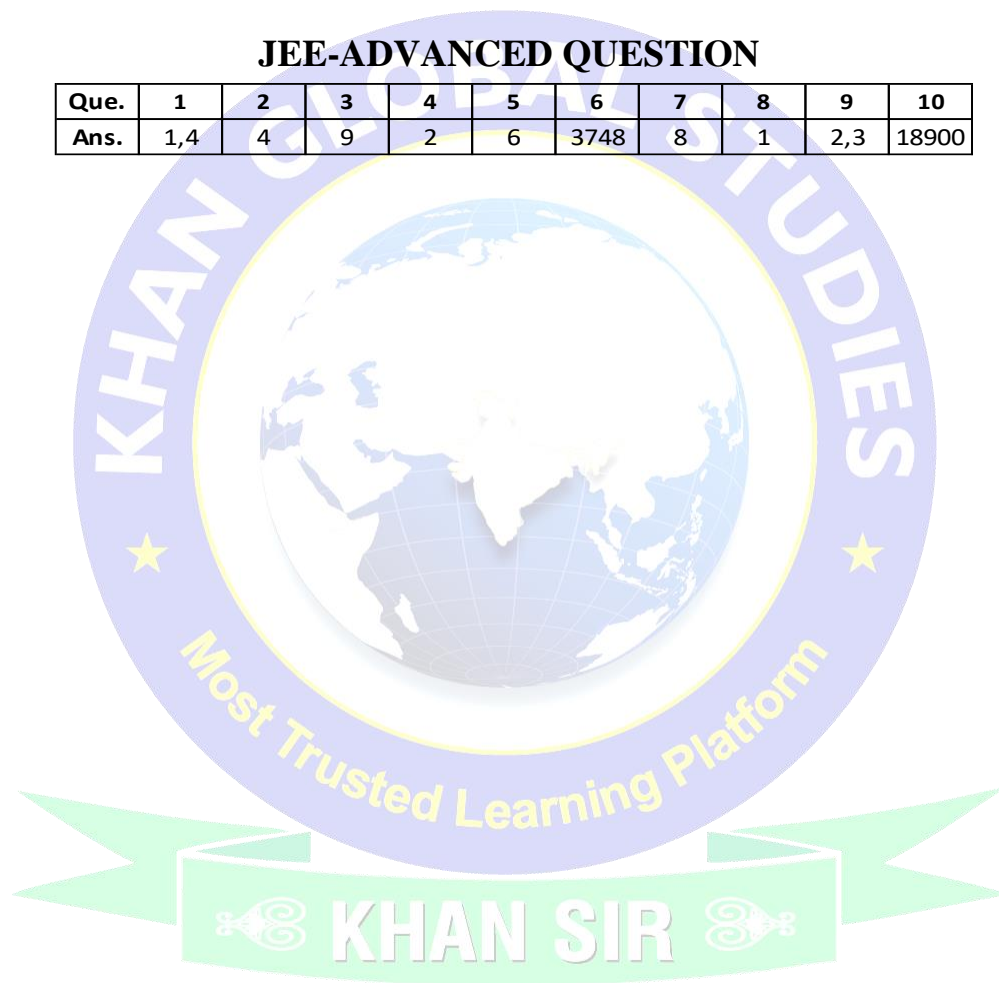 JEE-ADVANCED QUESTION
Que. 1 2 3 4 5 6 7 8 9 10
Ans. 1,4 4 9 2 6 3748 8 1 2,3 18900
KHAN GLOBAL STUDIES
Most Trusted Learning Platform
KHAN SIR